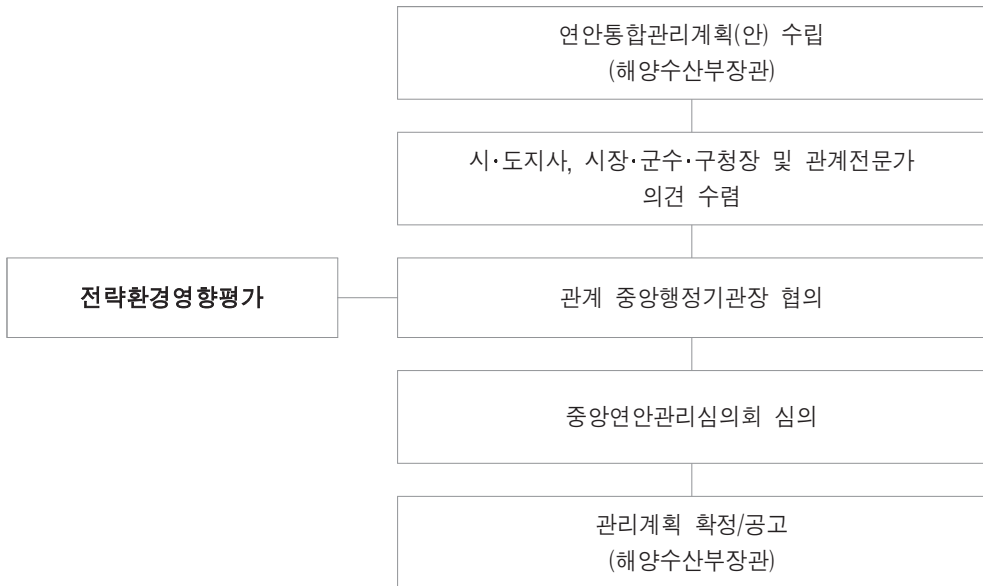 연안통합관리계획(안) 수립
(해양수산부장관)
시·도지사, 시장·군수·구청장 및 관계전문가
의견 수렴
전략환경영향평가
관계 중앙행정기관장 협의
중앙연안관리심의회 심의
관리계획 확정/공고
(해양수산부장관)